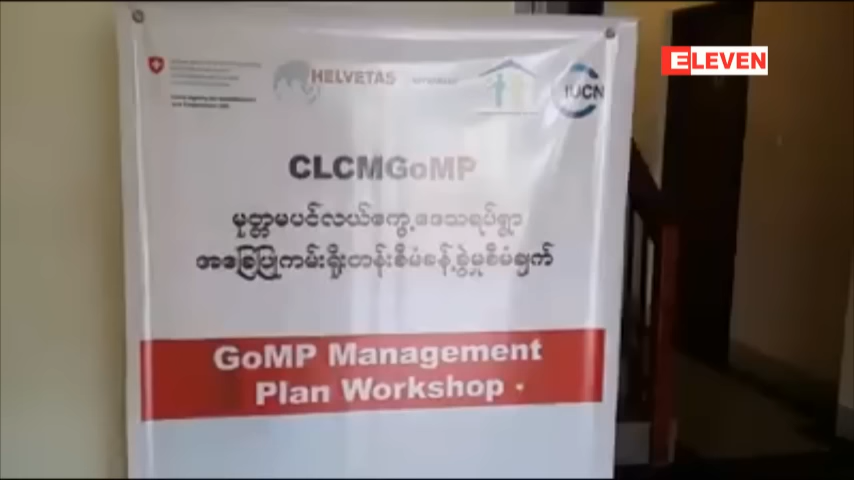 ELEVEN
HELVETAS
IUCN
CLCMGoMP
မုတ္တမပင်လယ်ကွေ့ဒေသရပ်ရွာ
အခြေပြုကမ်းရိုးတန်းစီမံခန့်ခွဲမှုစီမံချက်
GoMP Management
Plan Workshop